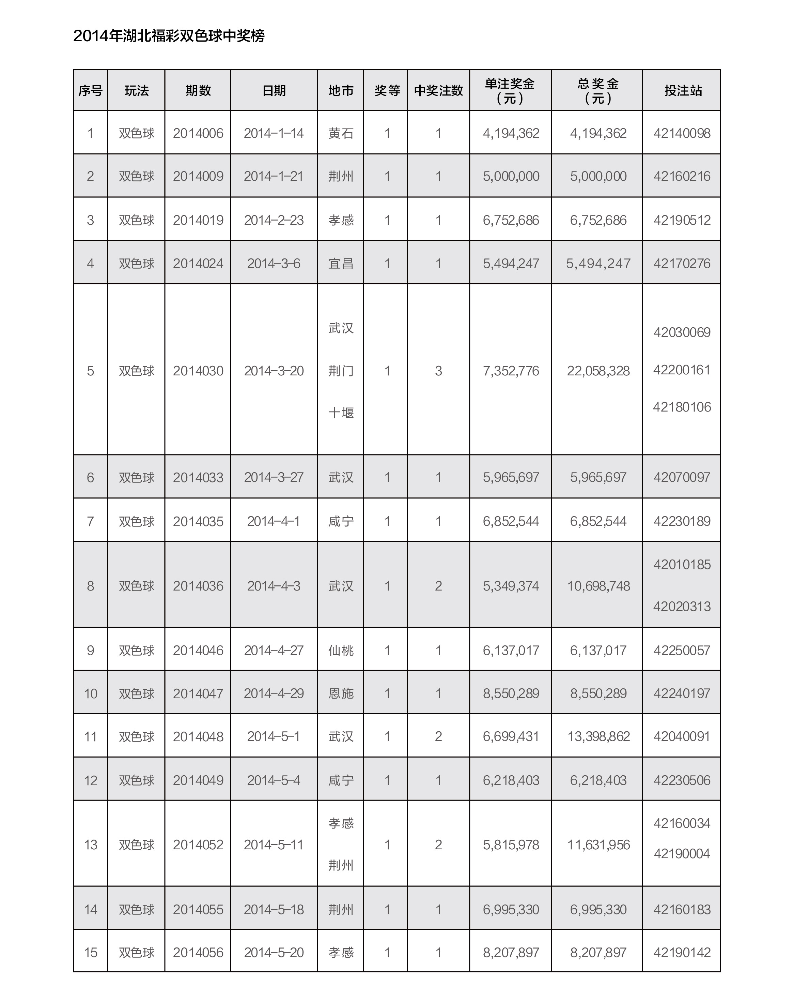 2014年湖北福彩双色球中奖榜
序号 玩法 期数 日期 地市 奖等 中奖注数 单注奖金（元） 总奖金（元） 投注站
1 双色球 2014006 2014-1-14 黄石 1 1 4,194,362 4,194,362 42140098
2 双色球 2014009 2014-1-21 荆州 1 1 5,000,000 5,000,000 42160216
3 双色球 2014019 2014-2-23 孝感 1 1 6,752,686 6,752,686 42190512
4 双色球 2014024 2014-3-6 宜昌 1 1 5,494,247 5,494,247 42170276
5 双色球 2014030 2014-3-20 武汉 荆门 十堰 1 3 7,352,776 22,058,328 42030069 42200161 42180106
6 双色球 2014033 2014-3-27 武汉 1 1 5,965,697 5,965,697 42070097
7 双色球 2014035 2014-4-1 咸宁 1 1 6,852,544 6,852,544 42230189
8 双色球 2014036 2014-4-3 武汉 1 2 5,349,374 10,698,748 42010185 42020313
9 双色球 2014046 2014-4-27 仙桃 1 1 6,137,017 6,137,017 42250057
10 双色球 2014047 2014-4-29 恩施 1 1 8,550,289 8,550,289 42240197
11 双色球 2014048 2014-5-1 武汉 1 2 6,699,431 13,398,862 42040091
12 双色球 2014049 2014-5-4 咸宁 1 1 6,218,403 6,218,403 42230506
13 双色球 2014052 2014-5-11 孝感 荆州 1 2 5,815,978 11,631,956 42160034 42190004
14 双色球 2014055 2014-5-18 荆州 1 1 6,995,330 6,995,330 42160183
15 双色球 2014056 2014-5-20 孝感 1 1 8,207,897 8,207,897 42190142